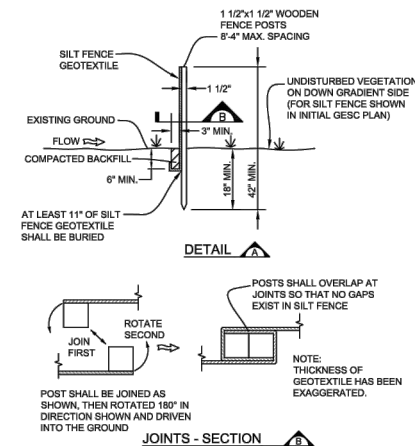 1 1/2"x1 1/2" WOODEN
FENCE POSTS
8'-4" MAX. SPACING
SILT FENCE
GEOTEXTILE
1 1/2"
UNDISTURBED VEGETATION
ON DOWN GRADIENT SIDE
(FOR SILT FENCE SHOWN
IN INITIAL GESC PLAN)
B
EXISTING GROUND
3" MIN.
FLOW
COMPACTED BACKFILL
6" MIN.
18" MIN.
42" MIN.
AT LEAST 11" OF SILT
FENCE GEOTEXTILE
SHALL BE BURIED
DETAIL A
POSTS SHALL OVERLAP AT
JOINTS SO THAT NO GAPS
EXIST IN SILT FENCE
JOIN
FIRST
ROTATE
SECOND
NOTE:
THICKNESS OF
GEOTEXTILE HAS BEEN
EXAGGERATED.
POST SHALL BE JOINED AS
SHOWN, THEN ROTATED 180° IN
DIRECTION SHOWN AND DRIVEN
INTO THE GROUND
JOINTS - SECTION B